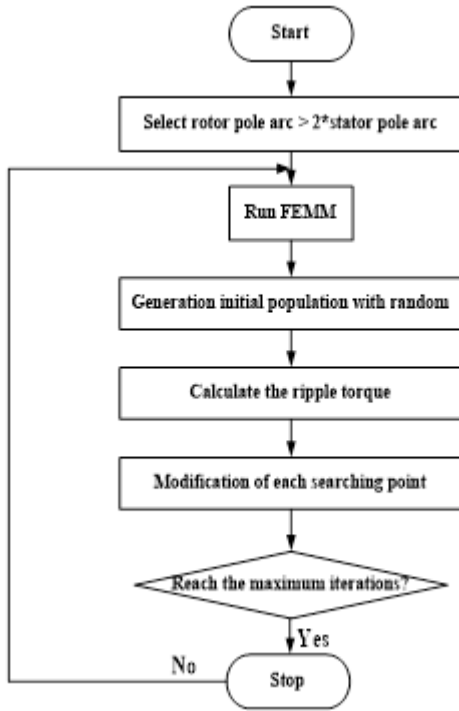 Start
Select rotor pole arc > 2*stator pole arc
Run FEMM
Generation initial population with random
Calculate the ripple torque
Modification of each searching point
Reach the maximum iterations?
Yes
No
Stop